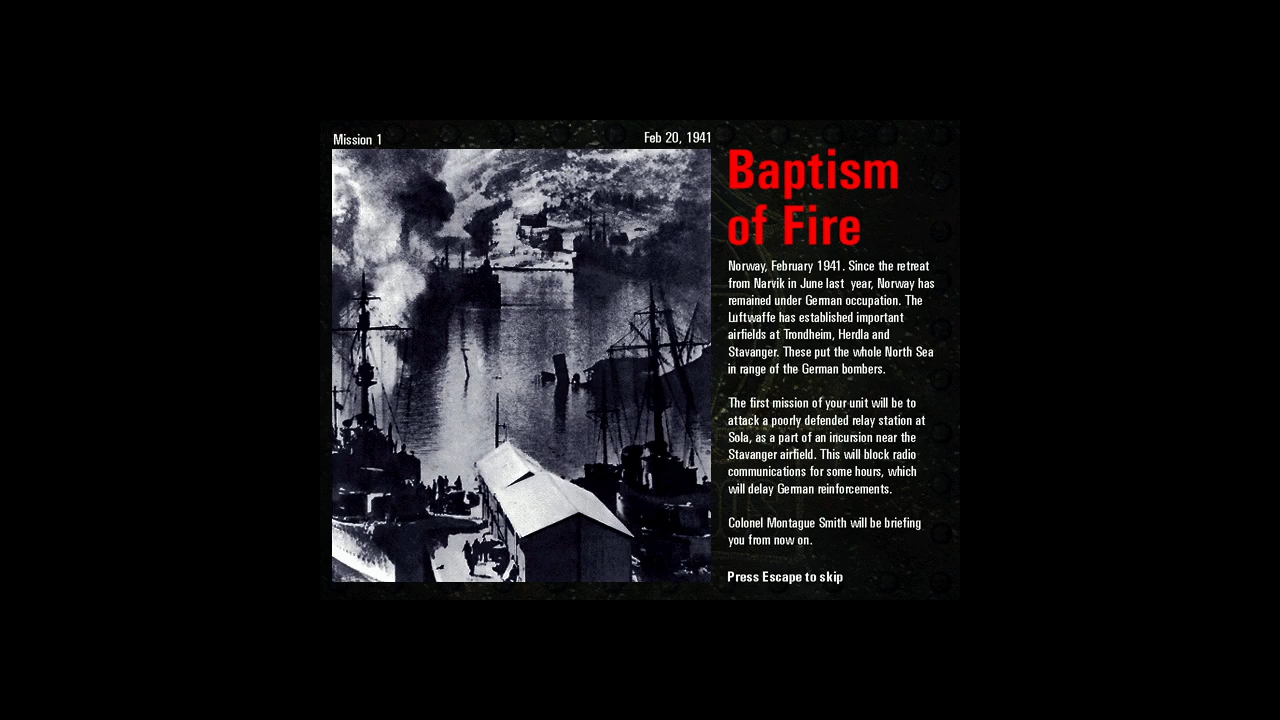 Mission 1
Feb 20, 1941
Baptism
of Fire
Norway, February 1941. Since the retreat
from Narvik in June last  year, Norway has
remained under German occupation. The
Luftwaffe has established important
airfields at Trondheim, Herdla and
Stavanger. These put the whole North Sea
in range of the German bombers.
The first mission of your unit will be to
attack a poorly defended relay station at
Sola, as a part of an incursion near the
Stavanger airfield. This will block radio
communications for some hours, which
will delay German reinforcements.
Colonel Montague Smith will be briefing
you from now on.
Press Escape to skip